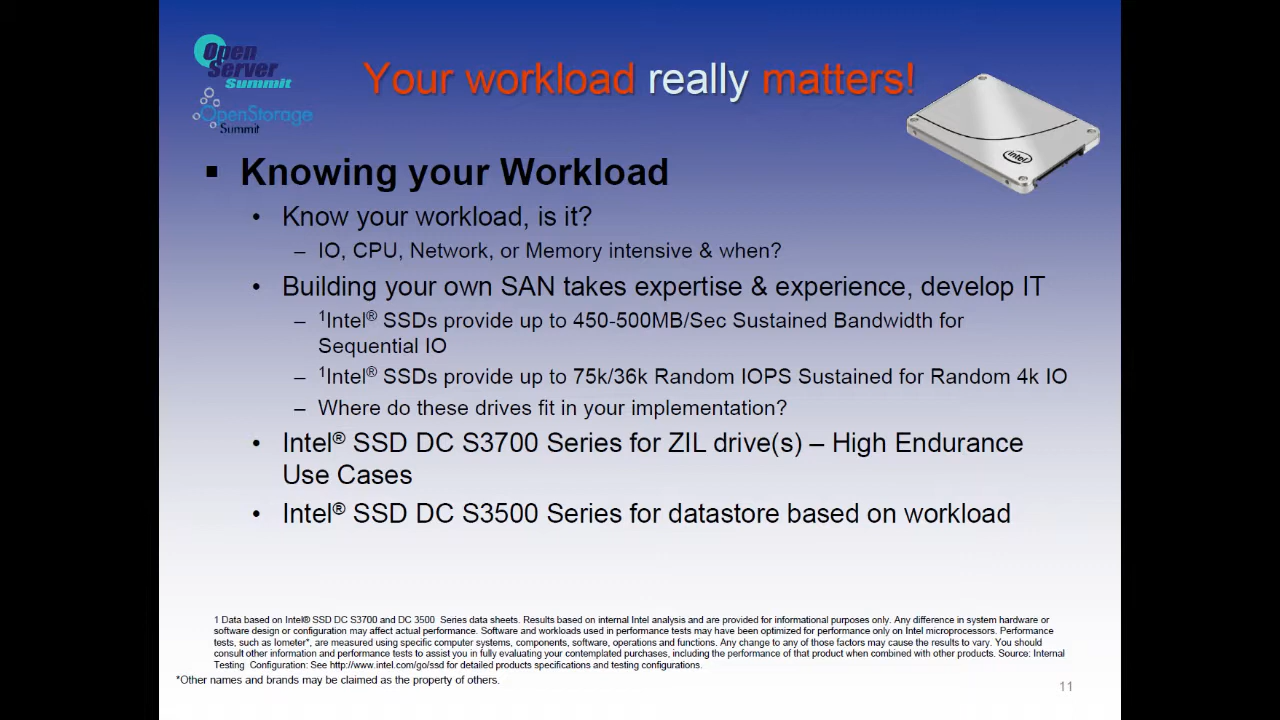 Open
Server
Summit
OpenStorage
Summit
Your workload really matters!
intel
▪ Knowing your Workload
• Know your workload, is it?
– IO, CPU, Network, or Memory intensive & when?
• Building your own SAN takes expertise & experience, develop IT
– ¹Intel® SSDs provide up to 450-500MB/Sec Sustained Bandwidth for
Sequential IO
– ¹Intel® SSDs provide up to 75k/36k Random IOPS Sustained for Random 4k IO
– Where do these drives fit in your implementation?
• Intel® SSD DC S3700 Series for ZIL drive(s) – High Endurance
Use Cases
• Intel® SSD DC S3500 Series for datastore based on workload
1 Data based on Intel® SSD DC S3700 and DC 3500 Series data sheets. Results based on internal Intel analysis and are provided for informational purposes only. Any difference in system hardware or
software design or configuration may affect actual performance. Software and workloads used in performance tests may have been optimized for performance only on Intel microprocessors. Performance
tests, such as Iometer*, are measured using specific computer systems, components, software, operations and functions. Any change to any of those factors may cause the results to vary. You should
consult other information and performance tests to assist you in fully evaluating your contemplated purchases, including the performance of that product when combined with other products. Source: Internal
Testing Configuration: See http://www.intel.com/go/ssd for detailed products specifications and testing configurations.
*Other names and brands may be claimed as the property of others.
11